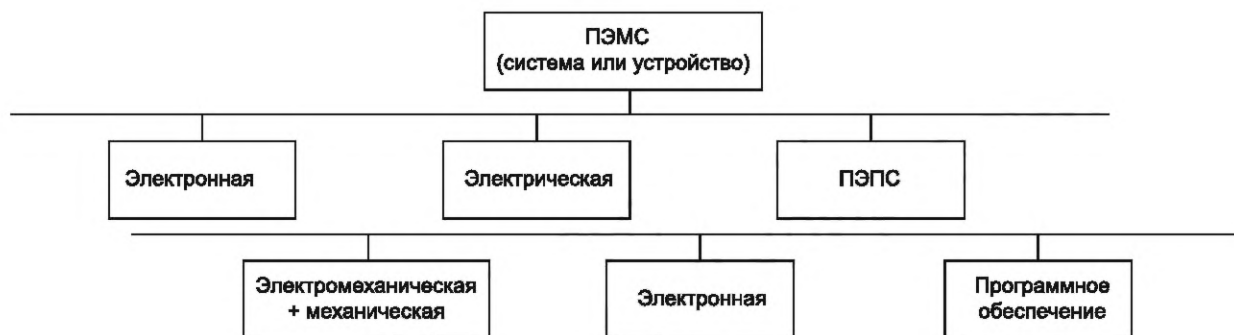 ПЭМС
(система или устройство)
Электронная
Электрическая
ПЭПС
Электромеханическая
+ механическая
Электронная
Программное
обеспечение